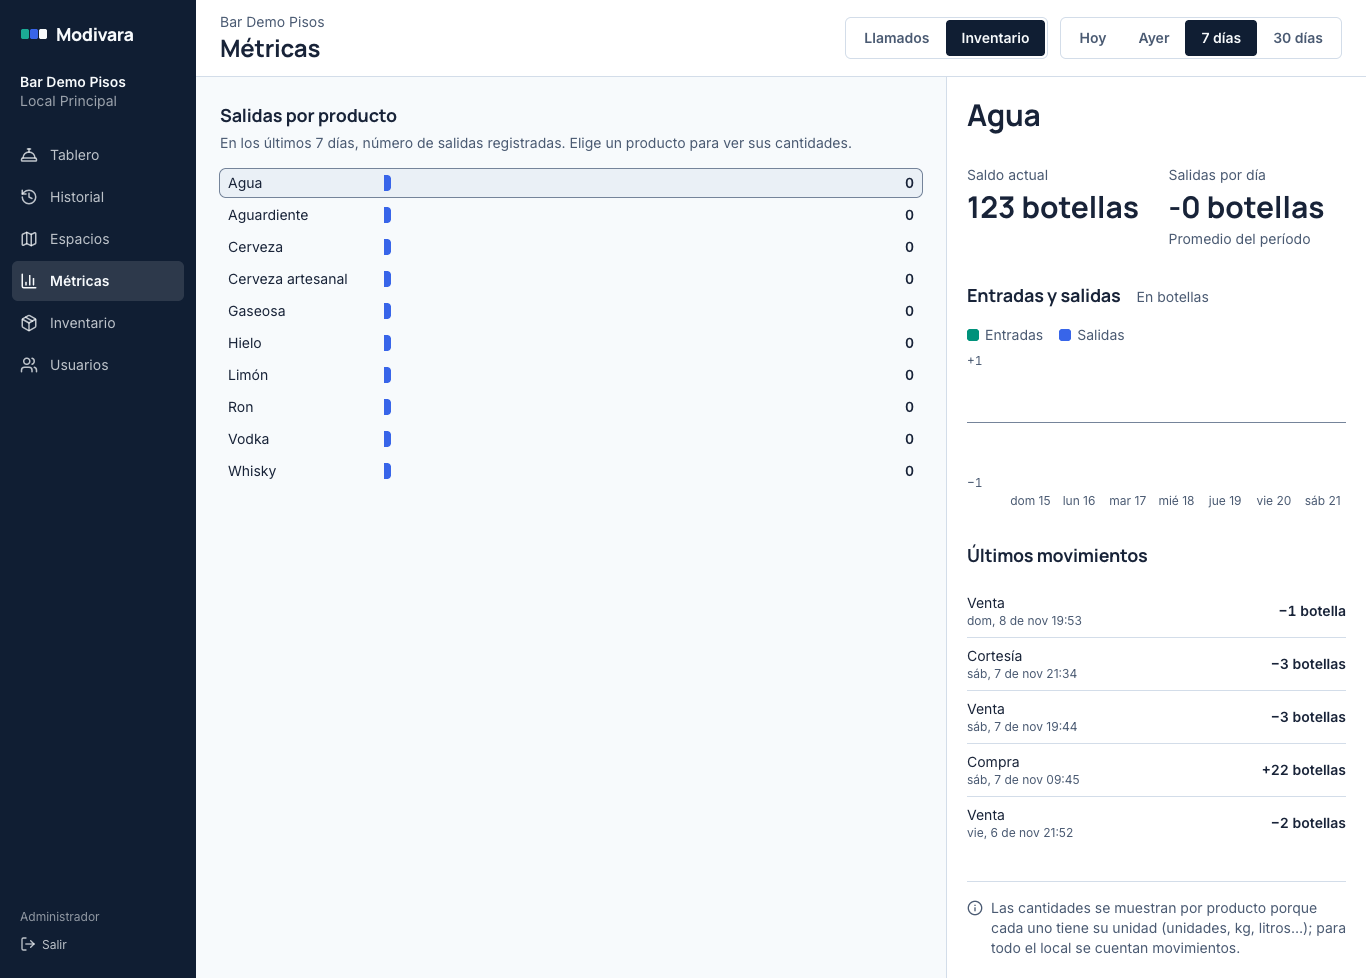 Modivara
Bar Demo Pisos
Local Principal
Tablero
Historial
Espacios
Métricas
Inventario
Usuarios
Administrador
Salir
Bar Demo Pisos
Métricas
Llamados
Inventario
Hoy
Ayer
7 días
30 días
Salidas por producto
En los últimos 7 días, número de salidas registradas. Elige un producto para ver sus cantidades.
Agua 0
Aguardiente 0
Cerveza 0
Cerveza artesanal 0
Gaseosa 0
Hielo 0
Limón 0
Ron 0
Vodka 0
Whisky 0
Agua
Saldo actual
123 botellas
Salidas por día
-0 botellas
Promedio del período
Entradas y salidas En botellas
Entradas Salidas
+1
−1
dom 15 lun 16 mar 17 mié 18 jue 19 vie 20 sáb 21
Últimos movimientos
Venta
dom, 8 de nov 19:53
−1 botella
Cortesía
sáb, 7 de nov 21:34
−3 botellas
Venta
sáb, 7 de nov 19:44
−3 botellas
Compra
sáb, 7 de nov 09:45
+22 botellas
Venta
vie, 6 de nov 21:52
−2 botellas
Las cantidades se muestran por producto porque
cada uno tiene su unidad (unidades, kg, litros...); para
todo el local se cuentan movimientos.